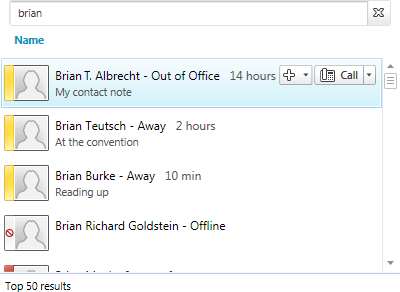 brian
Name
Brian T. Albrecht - Out of Office 14 hours Call
My contact note
Brian Teutsch - Away 2 hours
At the convention
Brian Burke - Away 10 min
Reading up
Brian Richard Goldstein - Offline
Top 50 results